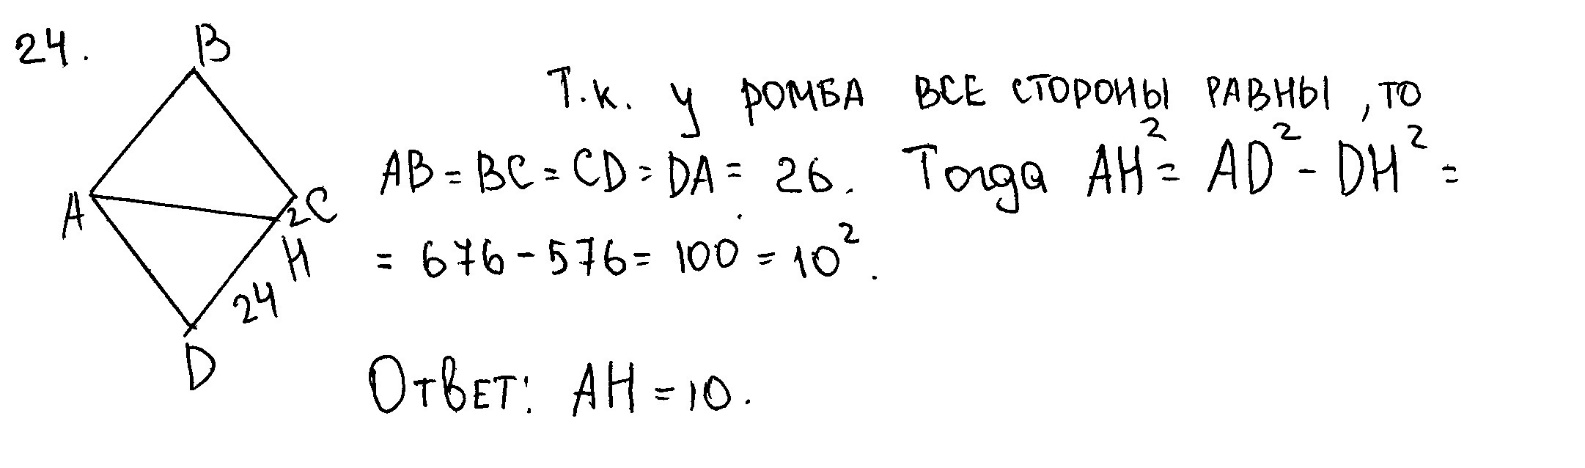 24.
B
Т.к. у ромба все стороны равны, то
AB = BC = CD = DA = 26. Тогда AH² = AD² - DH² =
A
2
C
H
= 676 - 576 = 100 = 10².
24
D
Ответ: AH = 10.